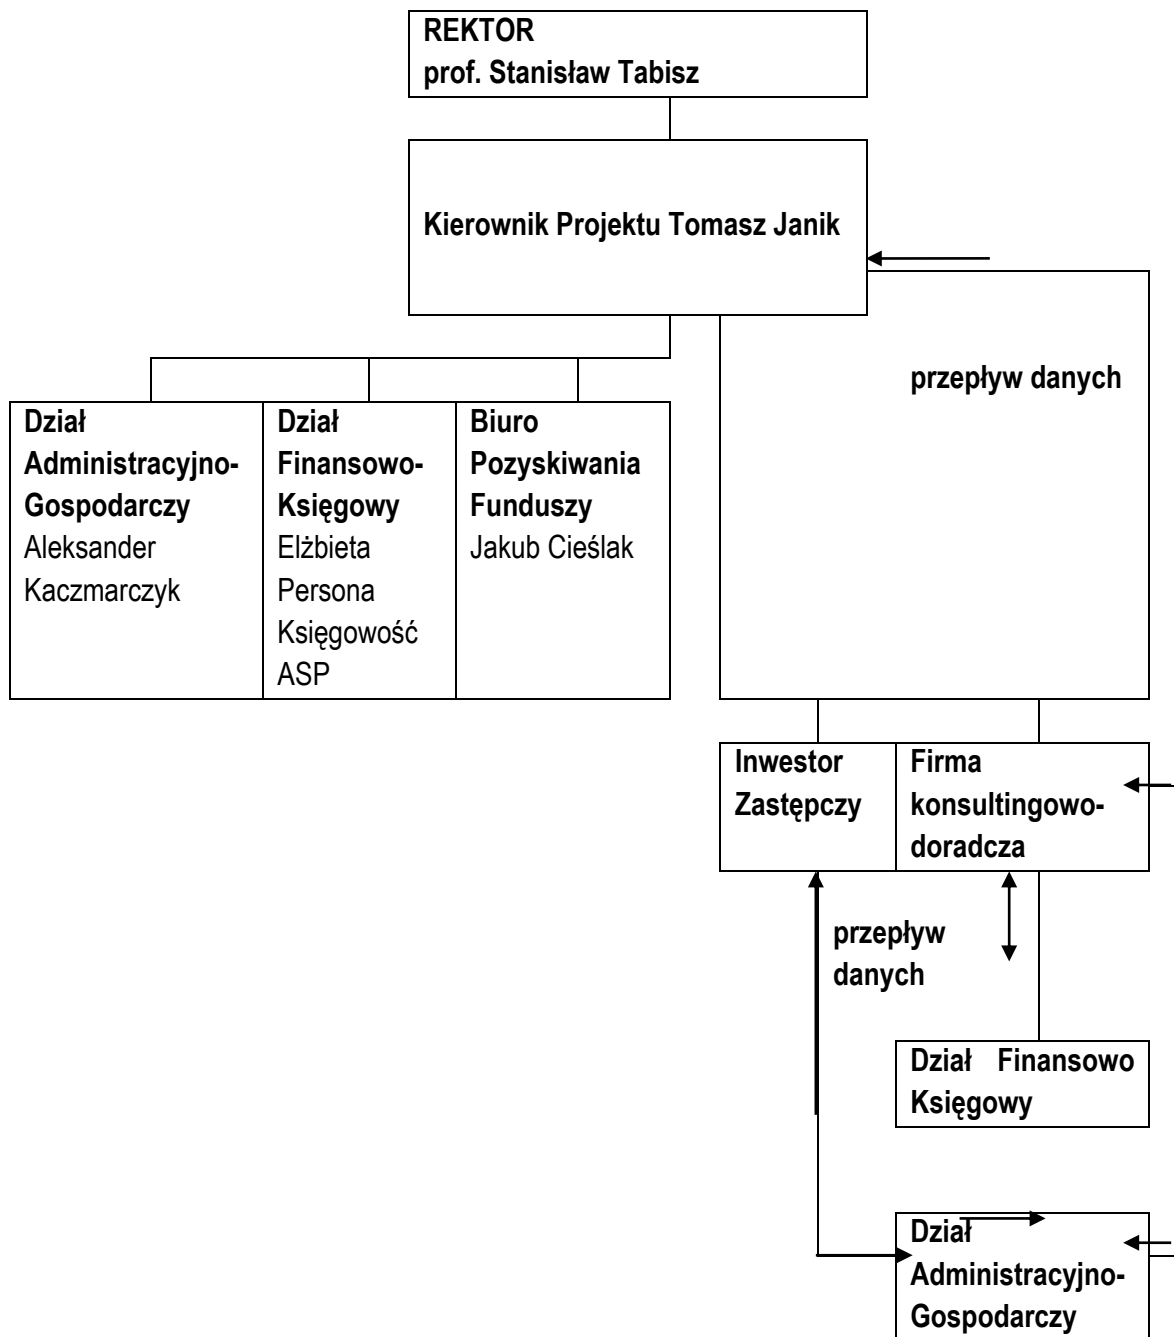 REKTOR
prof. Stanisław Tabisz
Kierownik Projektu Tomasz Janik
przepływ danych
Dział
Administracyjno-
Gospodarczy
Aleksander
Kaczmarczyk
Dział
Finansowo-
Księgowy
Elżbieta
Persona
Księgowość
ASP
Biuro
Pozyskiwania
Funduszy
Jakub Cieślak
Inwestor
Zastępczy
Firma
konsultingowo-
doradcza
przepływ
danych
Dział Finansowo
Księgowy
Dział
Administracyjno-
Gospodarczy